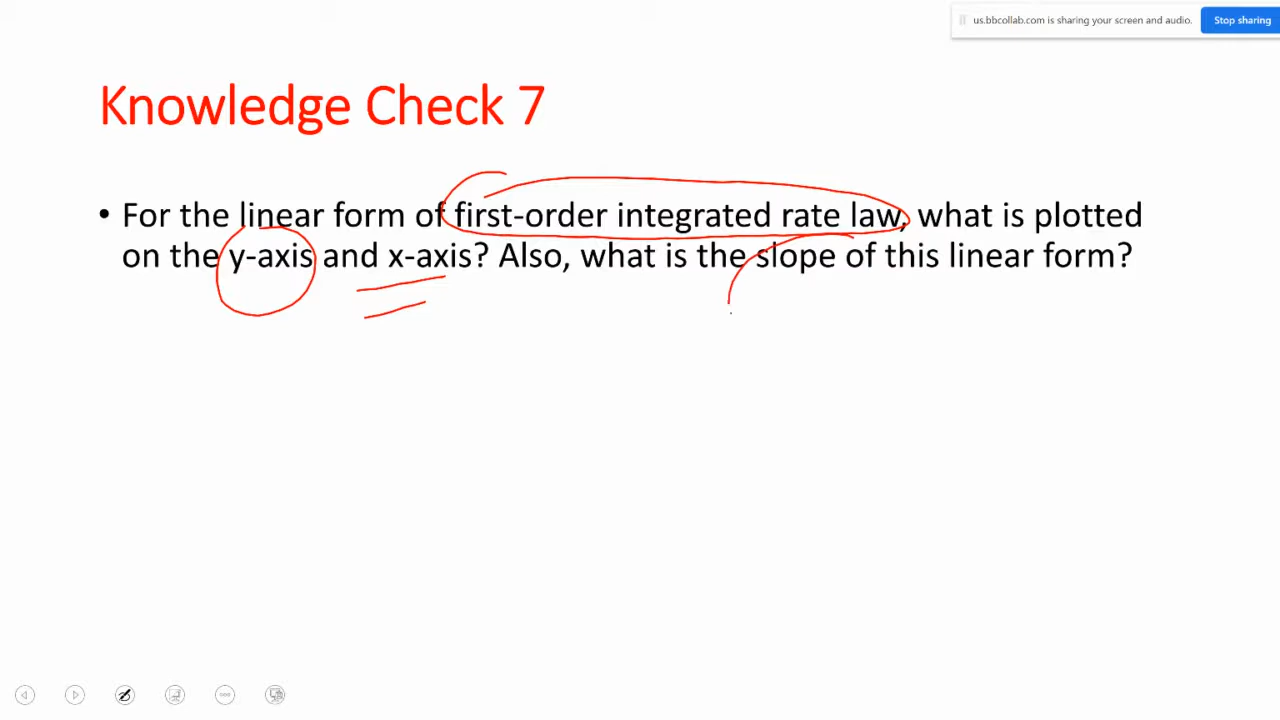 us.bbcollab.com is sharing your screen and audio.
Stop sharing
Knowledge Check 7
• For the linear form of first-order integrated rate law, what is plotted
on the y-axis and x-axis? Also, what is the slope of this linear form?